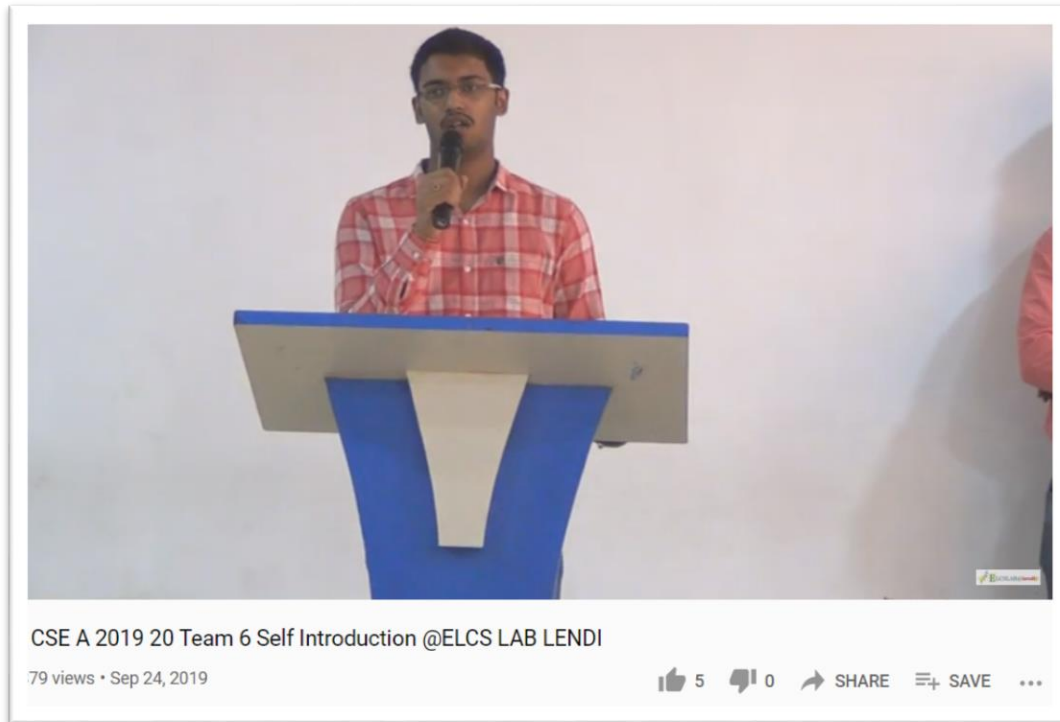 CSE A 2019 20 Team 6 Self Introduction @ELCS LAB LENDI
79 views • Sep 24, 2019
5
0
SHARE
SAVE